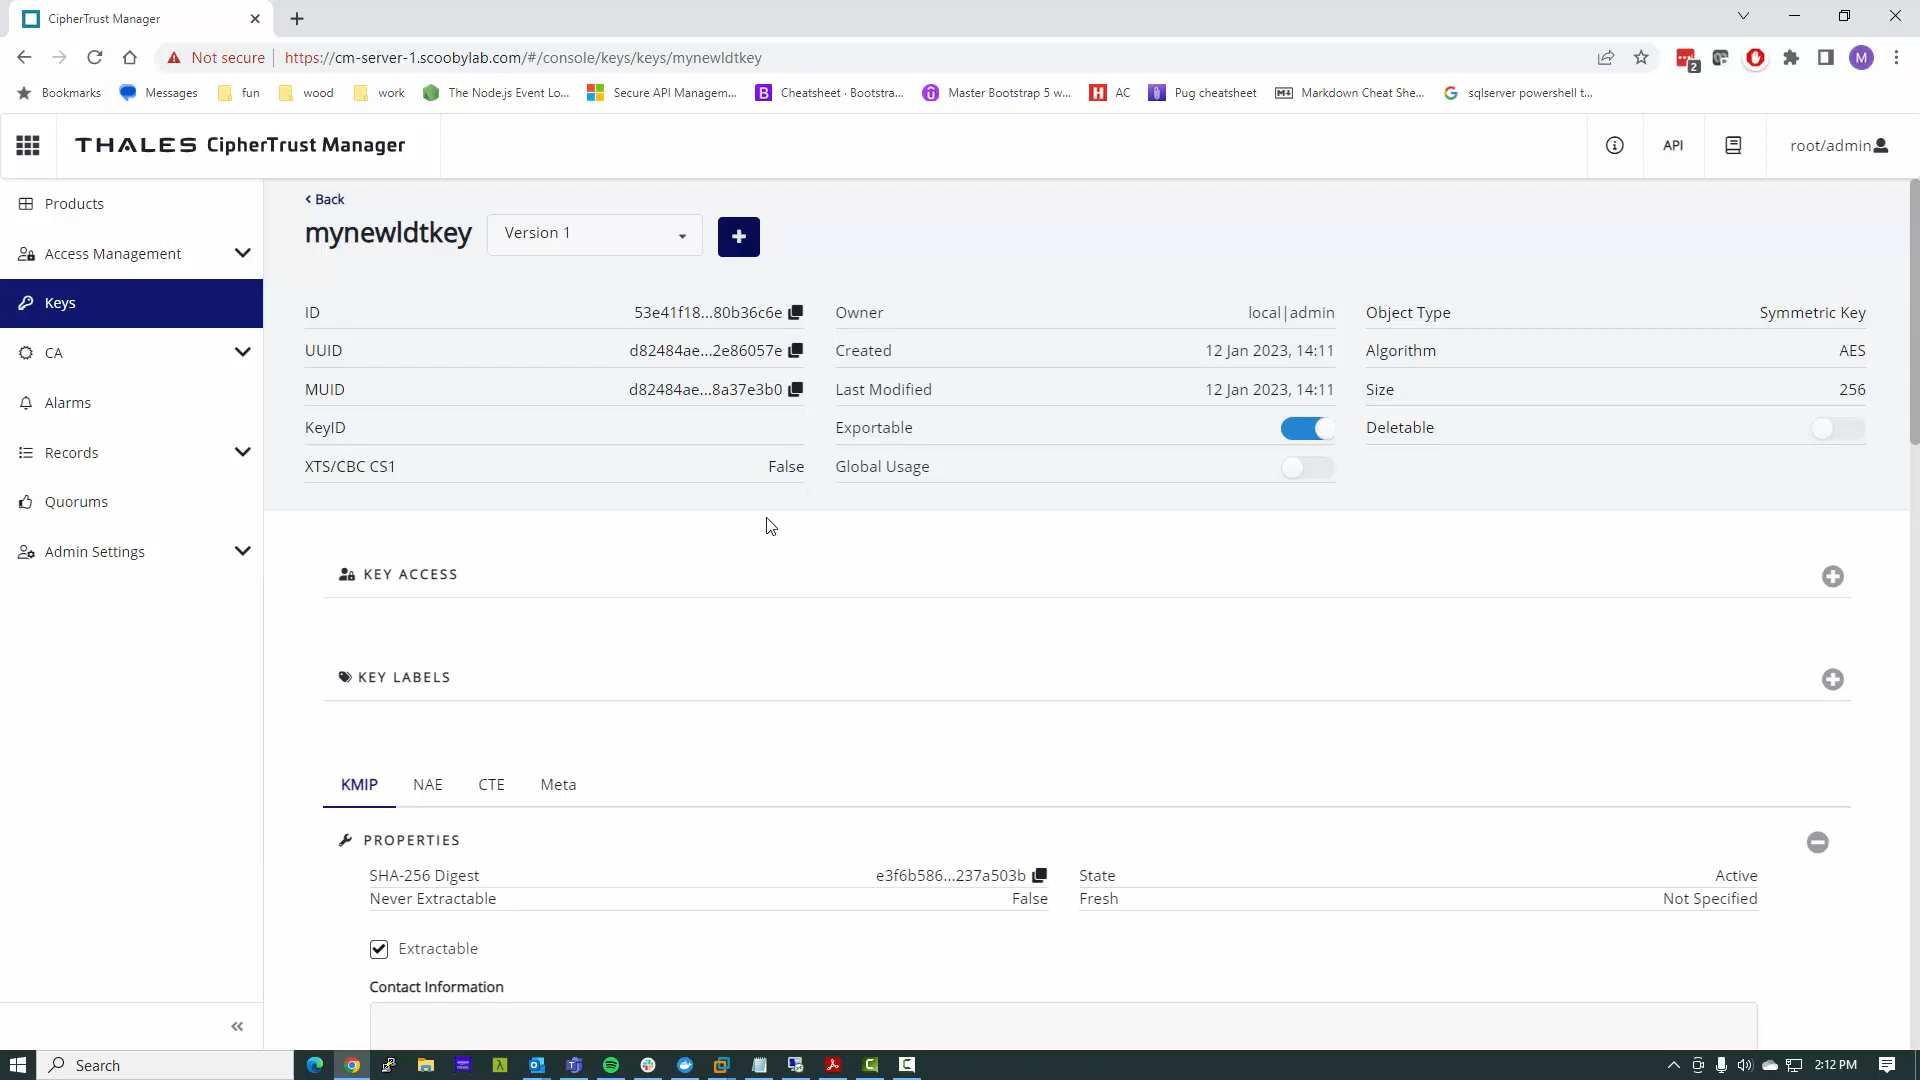 CipherTrust Manager
Not secure
https://cm-server-1.scoobylab.com/#/console/keys/keys/mynewldtkey
2
M
Bookmarks
Messages
fun
wood
work
The Node.js Event Lo...
Secure API Managem...
B
Cheatsheet · Bootstra...
Master Bootstrap 5 w...
H
AC
Pug cheatsheet
Markdown Cheat She...
sqlserver powershell t...
THALES CipherTrust Manager
API
root/admin
Products
Access Management
Keys
CA
Alarms
Records
Quorums
Admin Settings
Back
mynewldtkey
Version 1
ID 53e41f18...80b36c6e
UUID d82484ae...2e86057e
MUID d82484ae...8a37e3b0
KeyID
XTS/CBC CS1 False
Owner local|admin
Created 12 Jan 2023, 14:11
Last Modified 12 Jan 2023, 14:11
Exportable
Global Usage
Object Type Symmetric Key
Algorithm AES
Size 256
Deletable
KEY ACCESS
KEY LABELS
KMIP
NAE
CTE
Meta
PROPERTIES
SHA-256 Digest e3f6b586...237a503b
Never Extractable False
State Active
Fresh Not Specified
Extractable
Contact Information
Search
2:12 PM